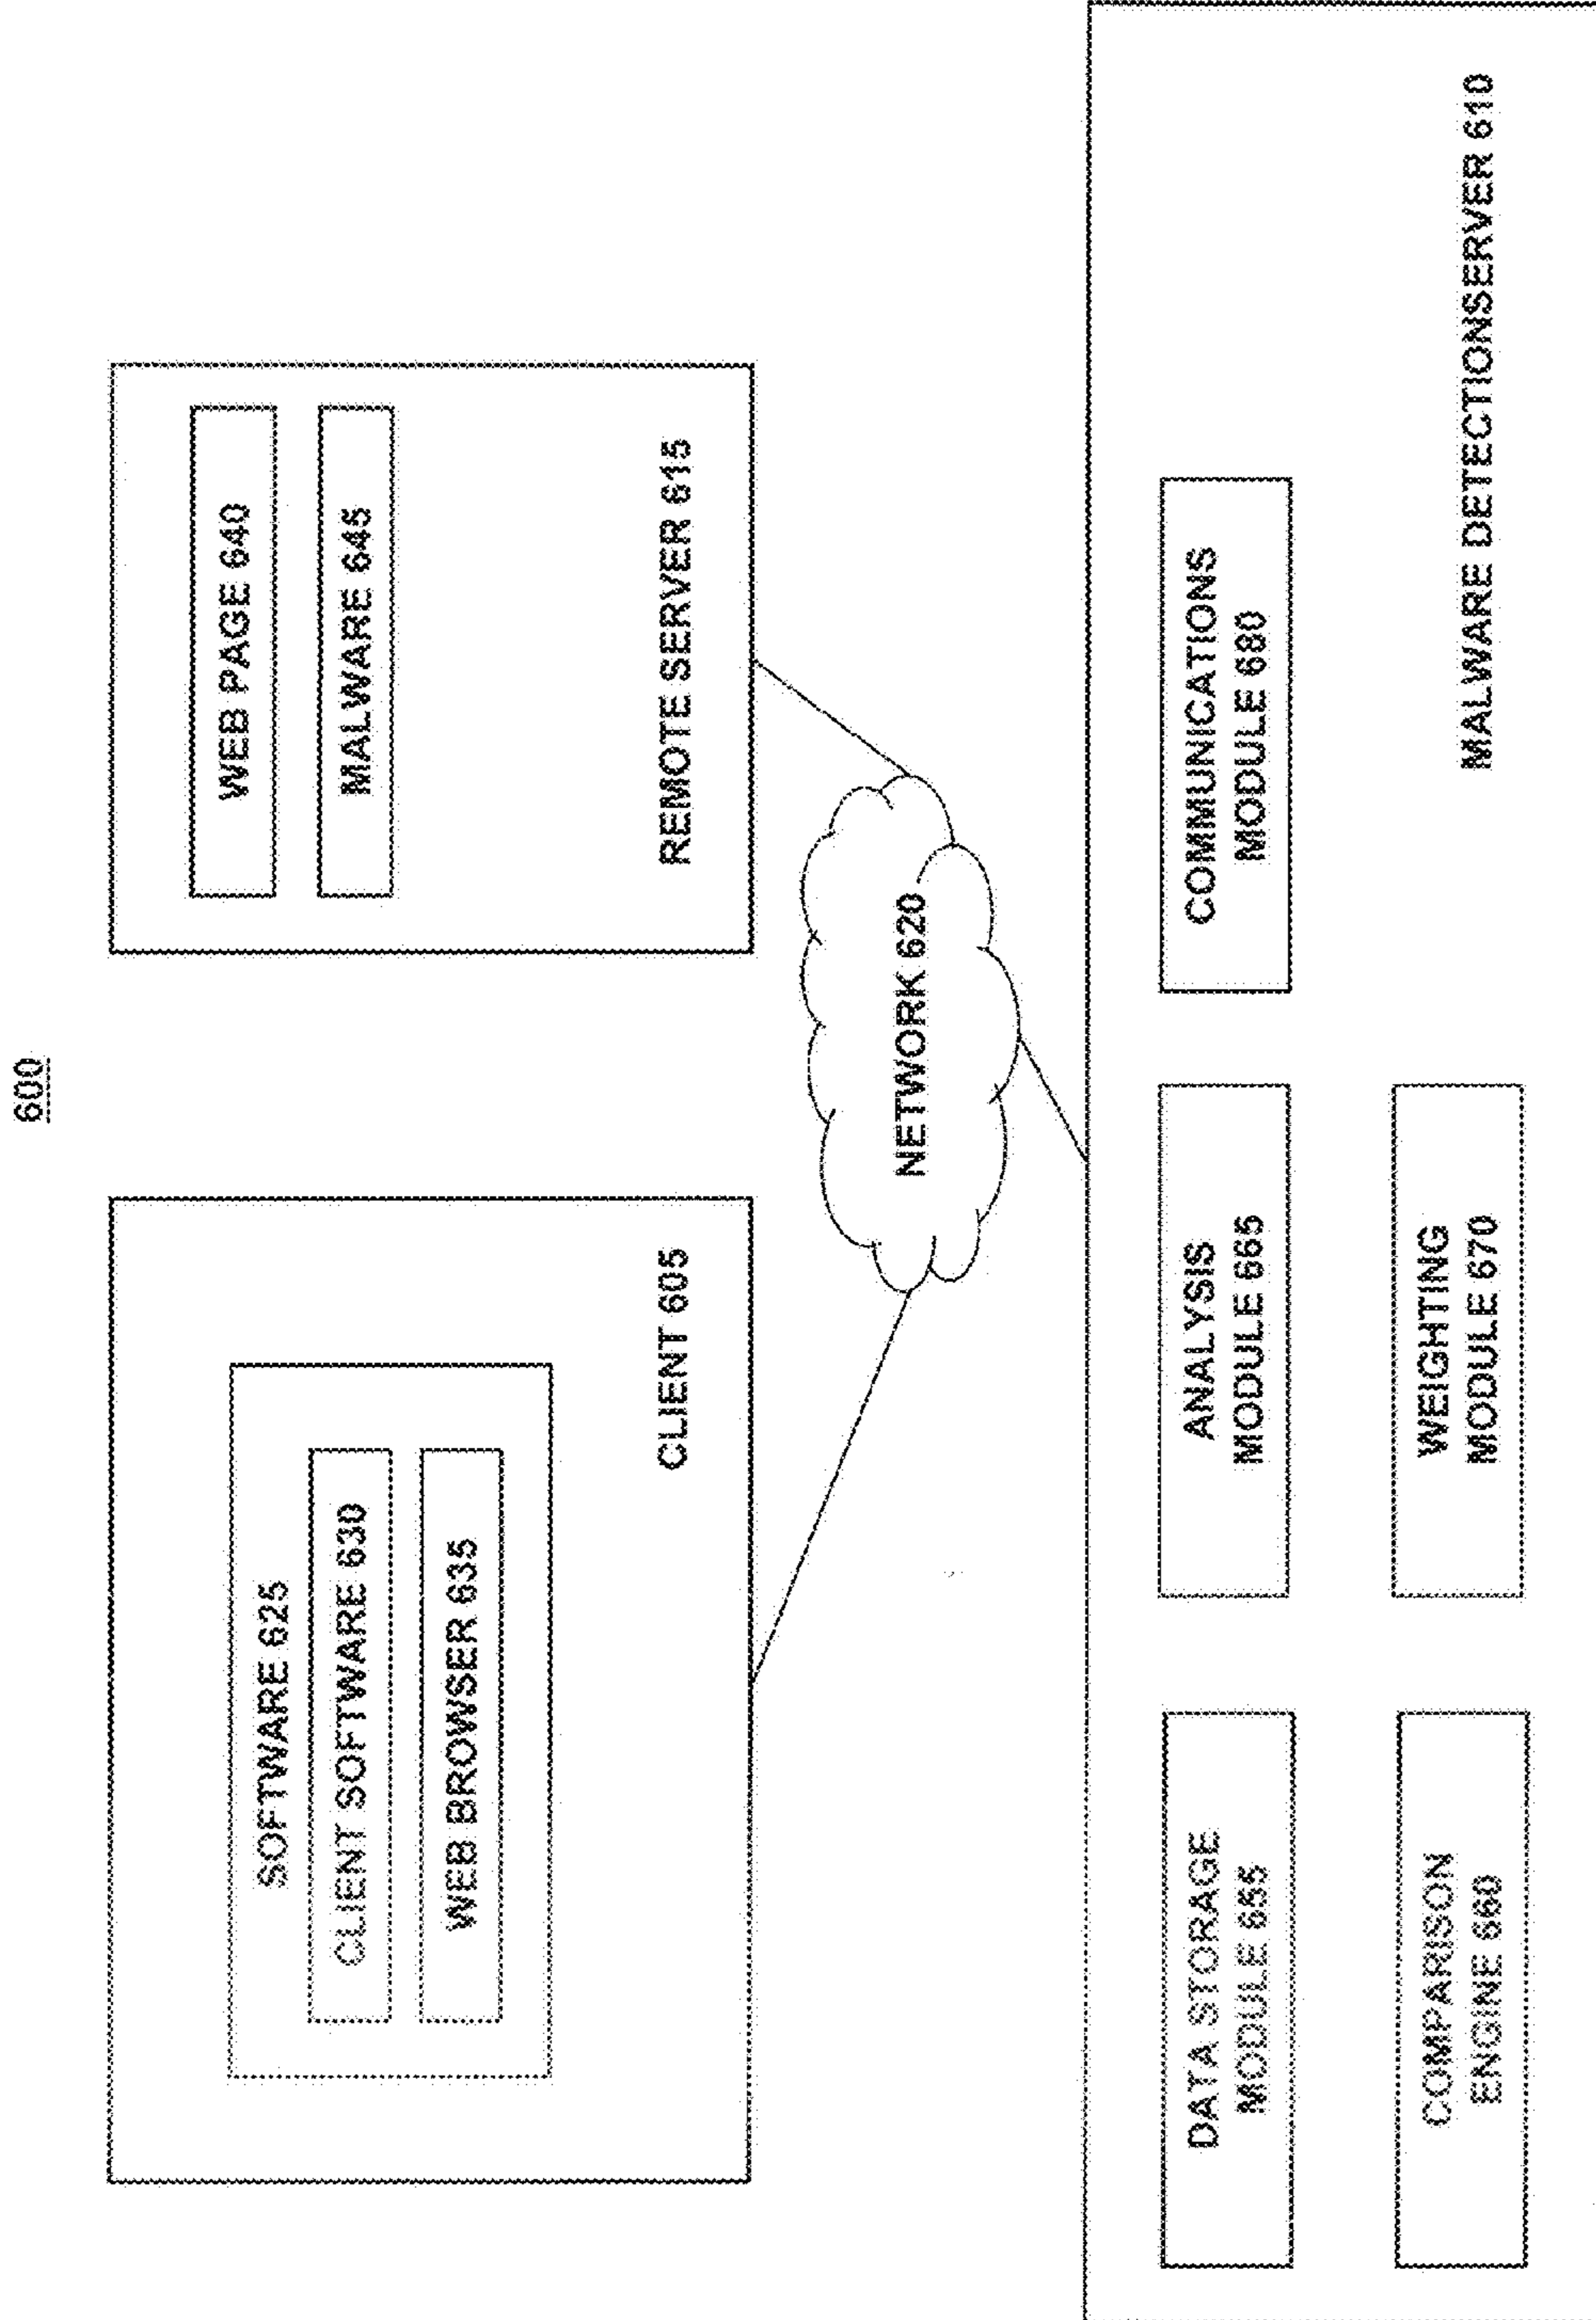 600
SOFTWARE 625
CLIENT SOFTWARE 630
WEB BROWSER 635
CLIENT 605
WEB PAGE 640
MALWARE 645
REMOTE SERVER 615
NETWORK 620
DATA STORAGE
MODULE 655
COMPARISON
ENGINE 660
ANALYSIS
MODULE 665
WEIGHTING
MODULE 670
COMMUNICATIONS
MODULE 680
MALWARE DETECTIONSERVER 610